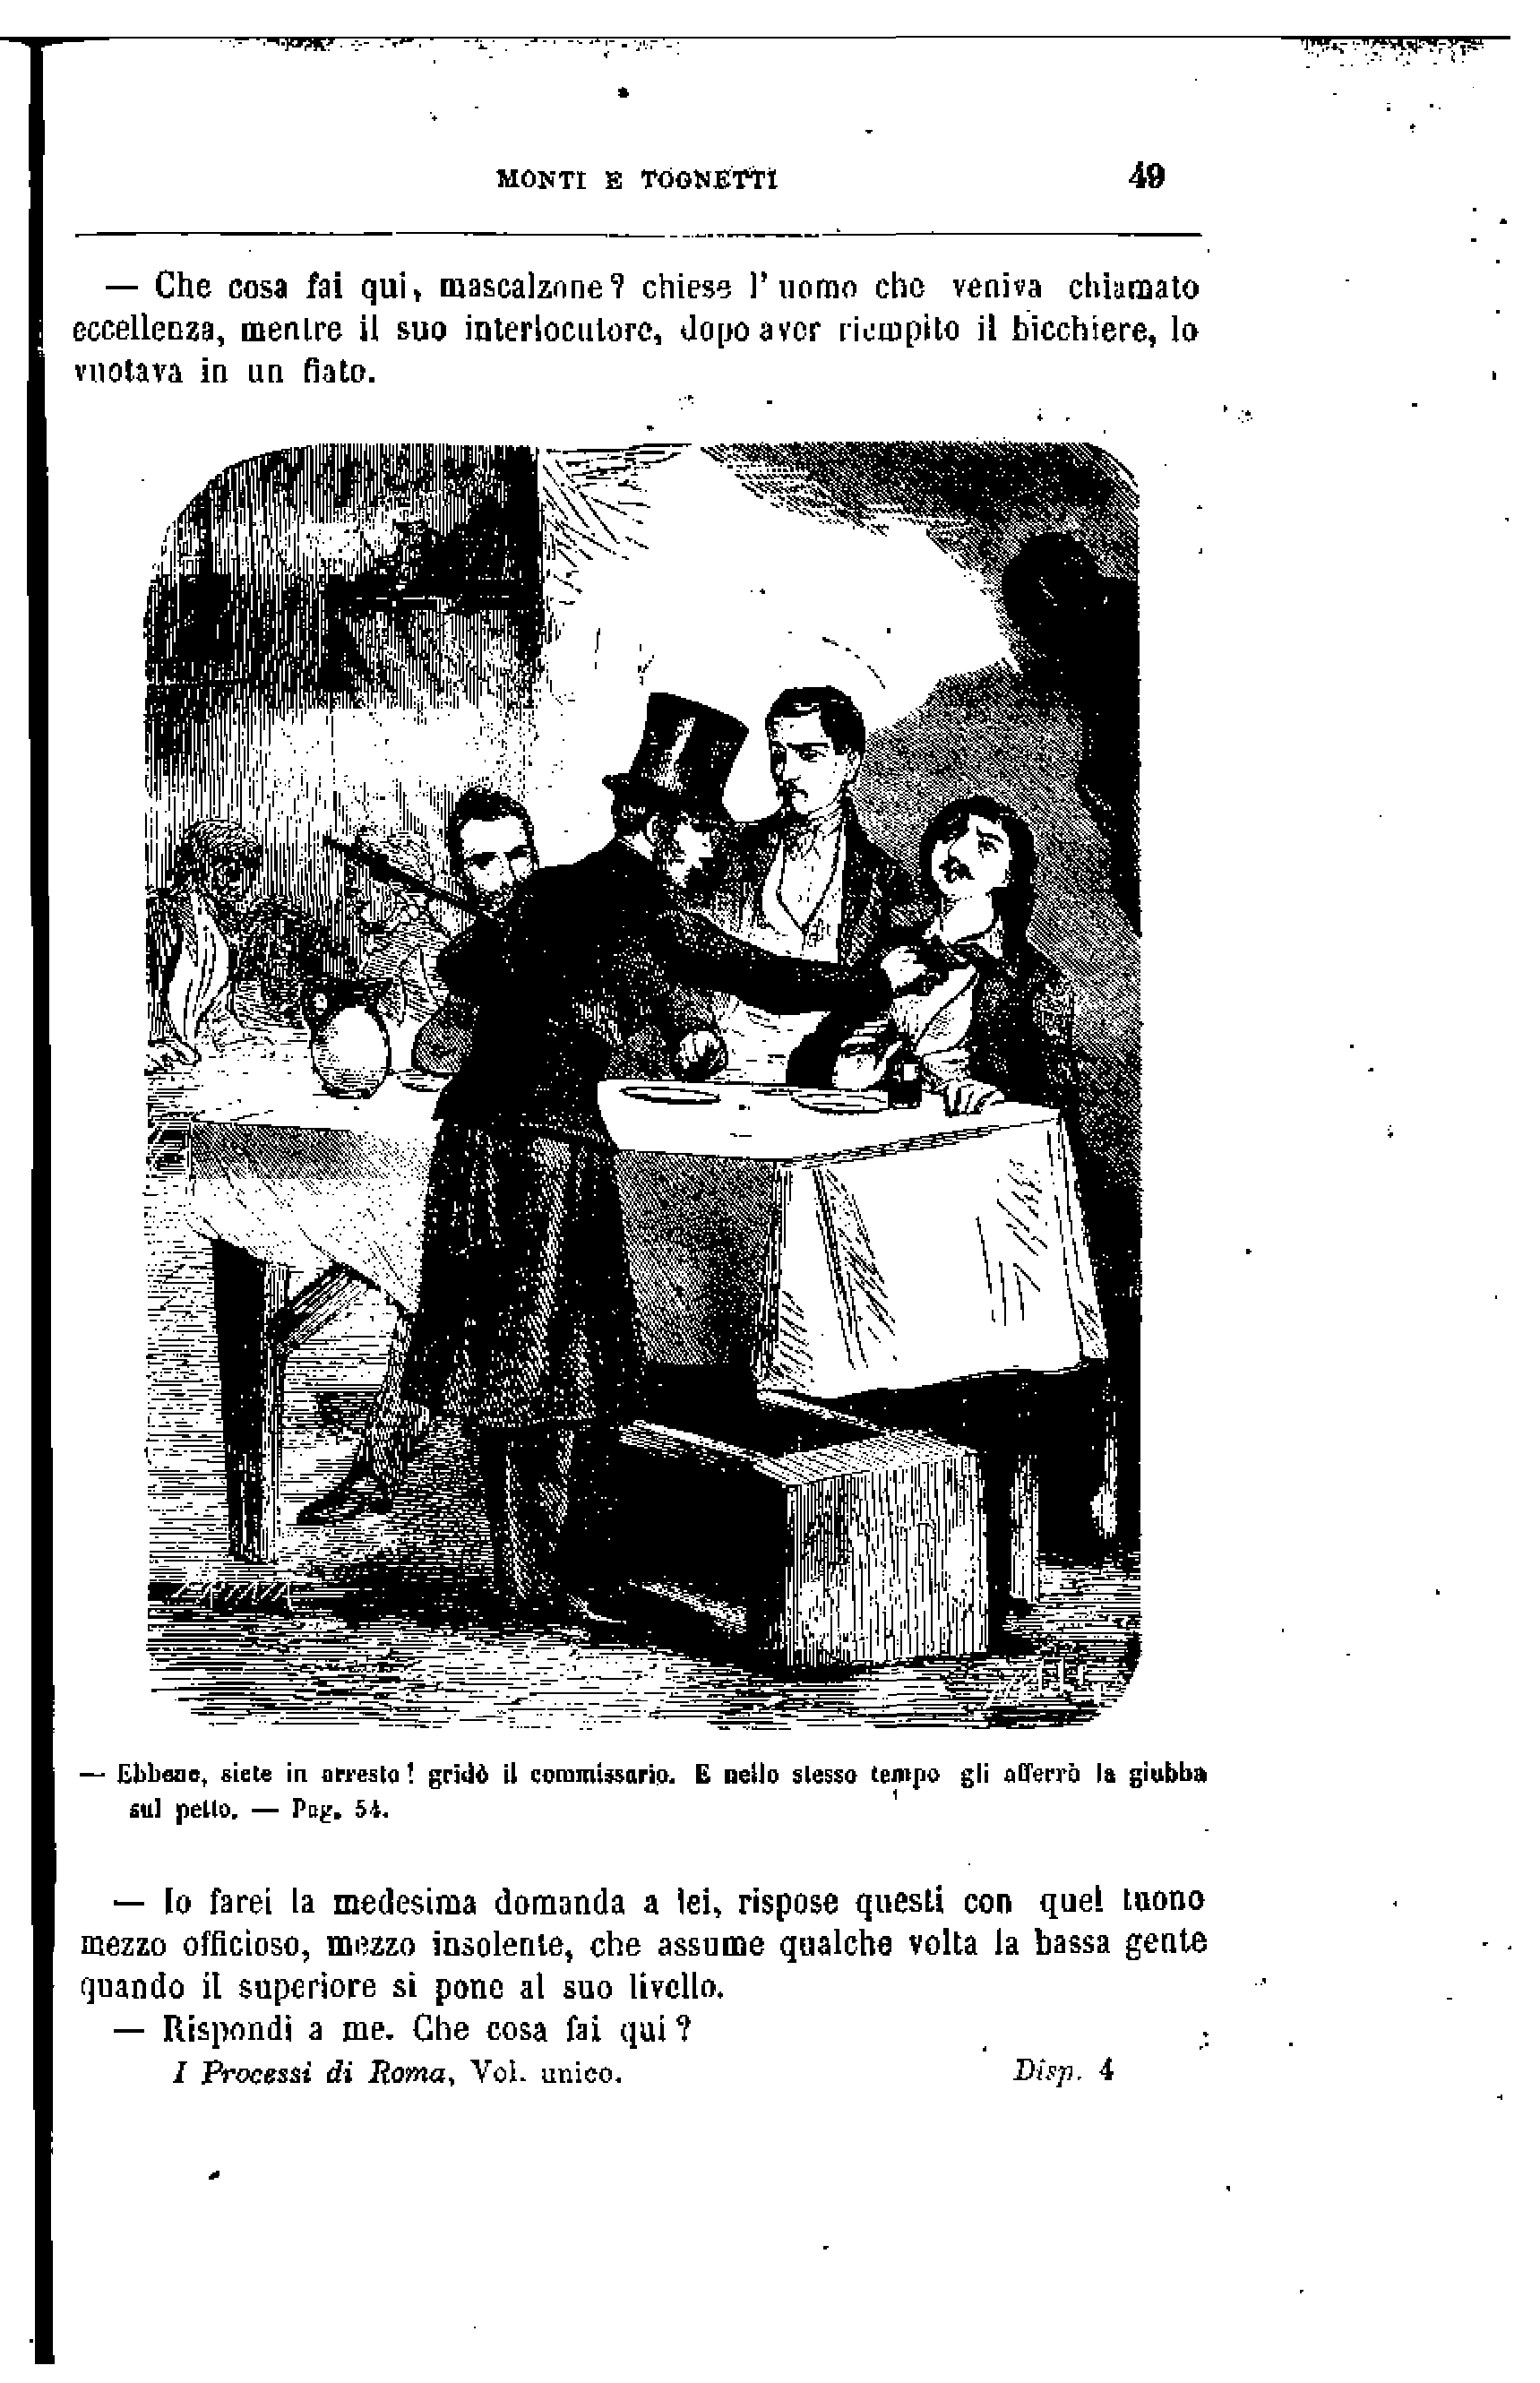 MONTI E TOGNETTI 49
— Che cosa fai qui, mascalzone? chiese l' uomo che veniva chiamato
eccellenza, mentre il suo interlocutore, dopo aver riempito il bicchiere, lo
vuotava in un fiato.
— Ebbene, siete in arresto! gridò il commissario. E nello stesso tempo gli afferrò la giubba
sul petto. — Pag. 54.
— Io farei la medesima domanda a lei, rispose questi con quel tuono
mezzo officioso, mezzo insolente, che assume qualche volta la bassa gente
quando il superiore si pone al suo livello.
— Rispondi a me. Che cosa fai qui?
I Processi di Roma, Vol. unico. Disp. 4